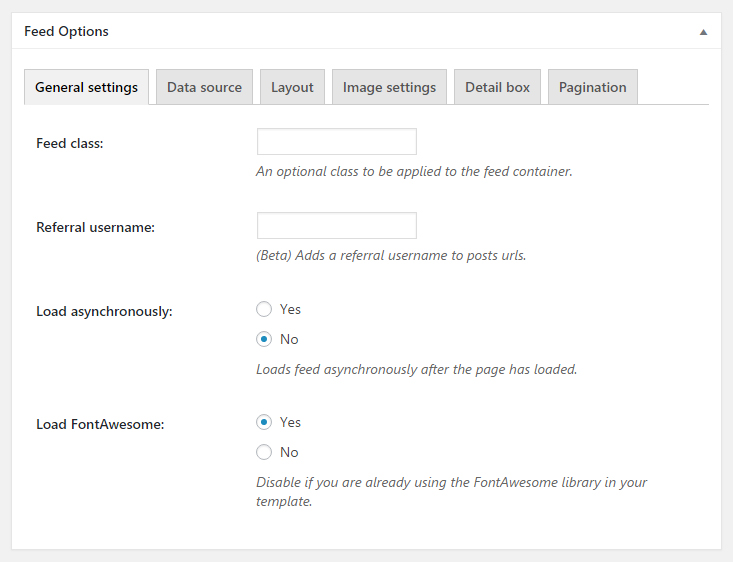 Feed Options
General settings
Data source
Layout
Image settings
Detail box
Pagination
Feed class:
An optional class to be applied to the feed container.
Referral username:
(Beta) Adds a referral username to posts urls.
Load asynchronously:
Yes
No
Loads feed asynchronously after the page has loaded.
Load FontAwesome:
Yes
No
Disable if you are already using the FontAwesome library in your
template.